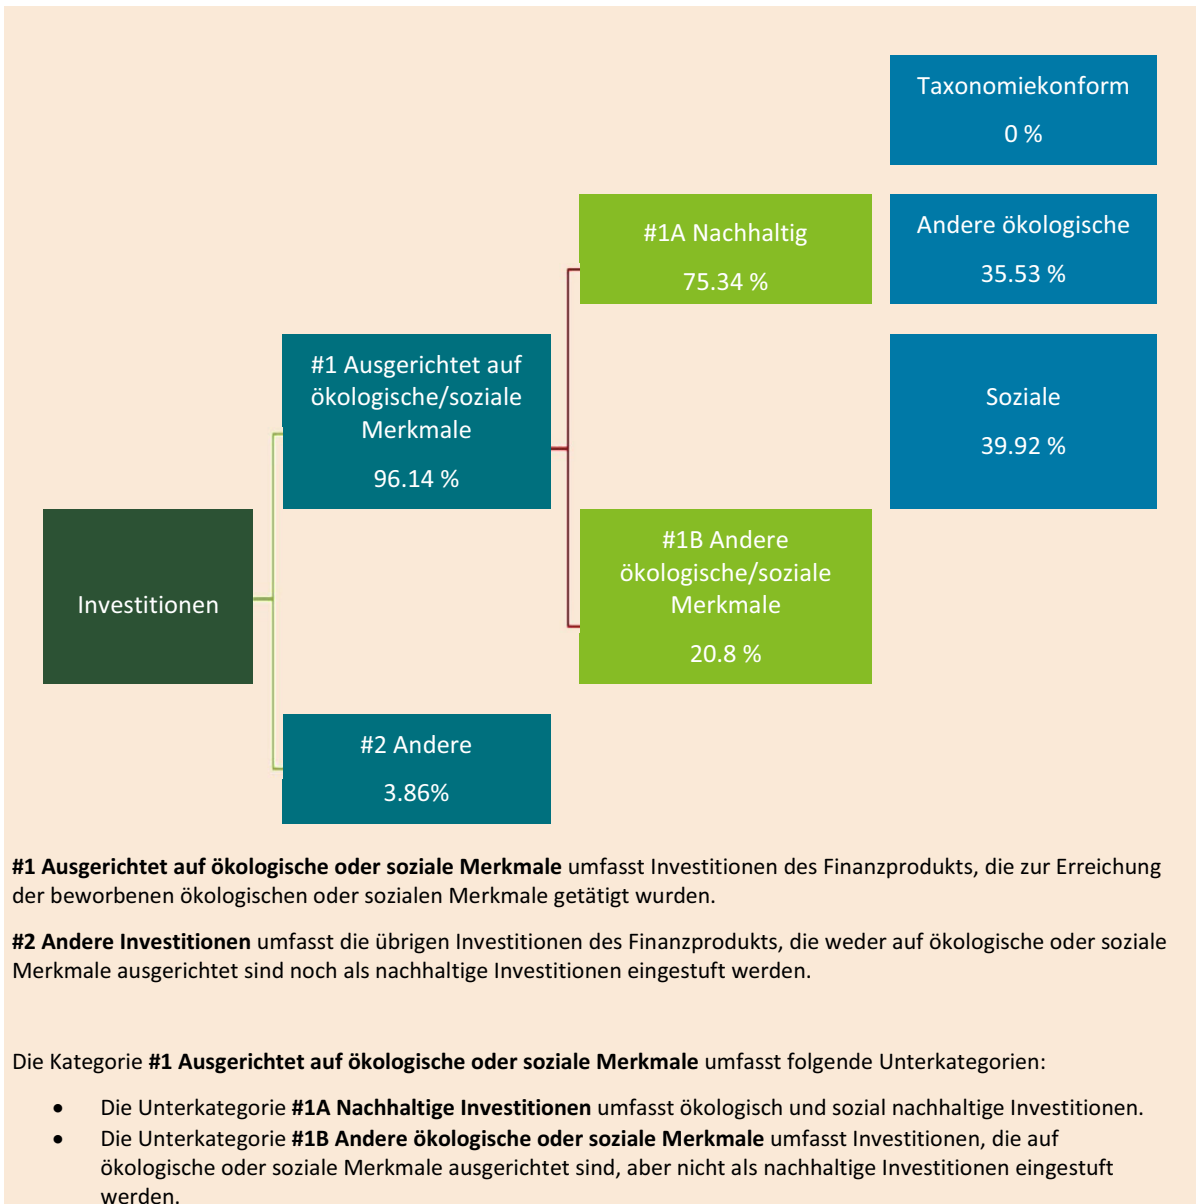 Taxonomiekonform
0 %
#1A Nachhaltig
75.34 %
Andere ökologische
35.53 %
#1 Ausgerichtet auf
ökologische/soziale
Merkmale
96.14 %
Soziale
39.92 %
Investitionen
#1B Andere
ökologische/soziale
Merkmale
20.8 %
#2 Andere
3.86%
#1 Ausgerichtet auf ökologische oder soziale Merkmale umfasst Investitionen des Finanzprodukts, die zur Erreichung
der beworbenen ökologischen oder sozialen Merkmale getätigt wurden.
#2 Andere Investitionen umfasst die übrigen Investitionen des Finanzprodukts, die weder auf ökologische oder soziale
Merkmale ausgerichtet sind noch als nachhaltige Investitionen eingestuft werden.
Die Kategorie #1 Ausgerichtet auf ökologische oder soziale Merkmale umfasst folgende Unterkategorien:
• Die Unterkategorie #1A Nachhaltige Investitionen umfasst ökologisch und sozial nachhaltige Investitionen.
• Die Unterkategorie #1B Andere ökologische oder soziale Merkmale umfasst Investitionen, die auf
ökologische oder soziale Merkmale ausgerichtet sind, aber nicht als nachhaltige Investitionen eingestuft
werden.